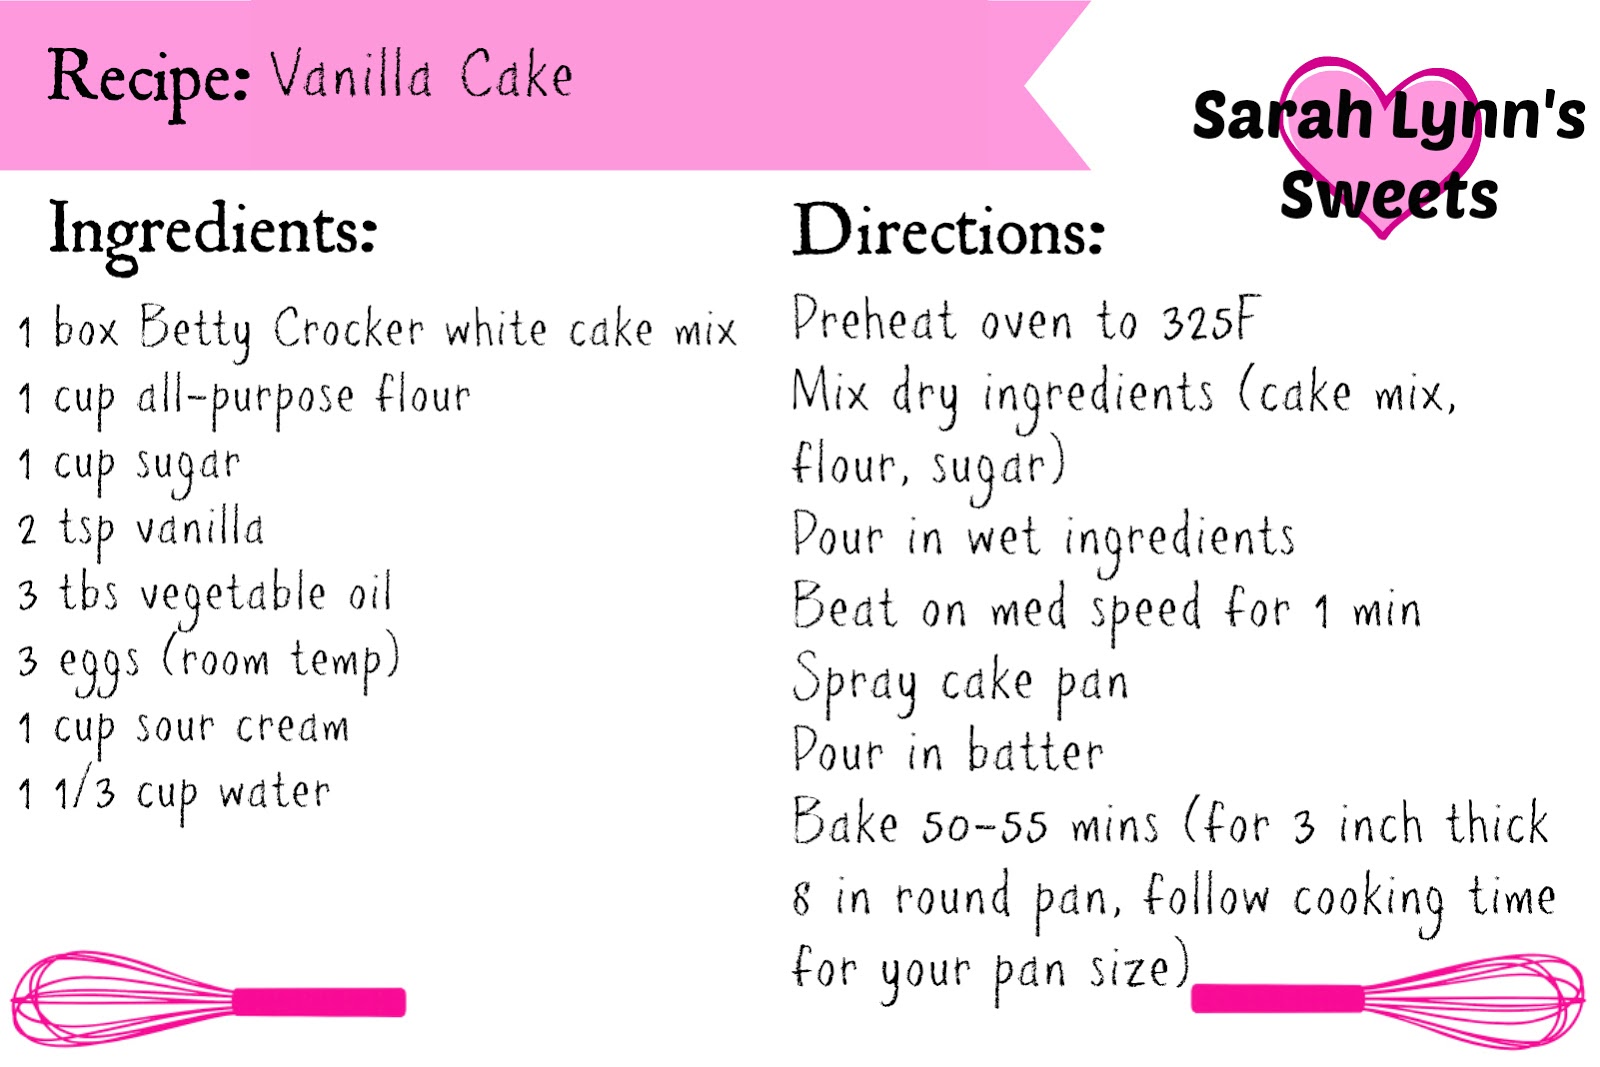 Recipe: Vanilla Cake
Sarah Lynn's
Sweets
Ingredients:
1 box Betty Crocker white cake mix
1 cup all-purpose flour
1 cup sugar
2 tsp vanilla
3 tbs vegetable oil
3 eggs (room temp)
1 cup sour cream
1 1/3 cup water
Directions:
Preheat oven to 325F
Mix dry ingredients (cake mix,
flour, sugar)
Pour in wet ingredients
Beat on med speed for 1 min
Spray cake pan
Pour in batter
Bake 50-55 mins (for 3 inch thick
8 in round pan, follow cooking time
for your pan size)